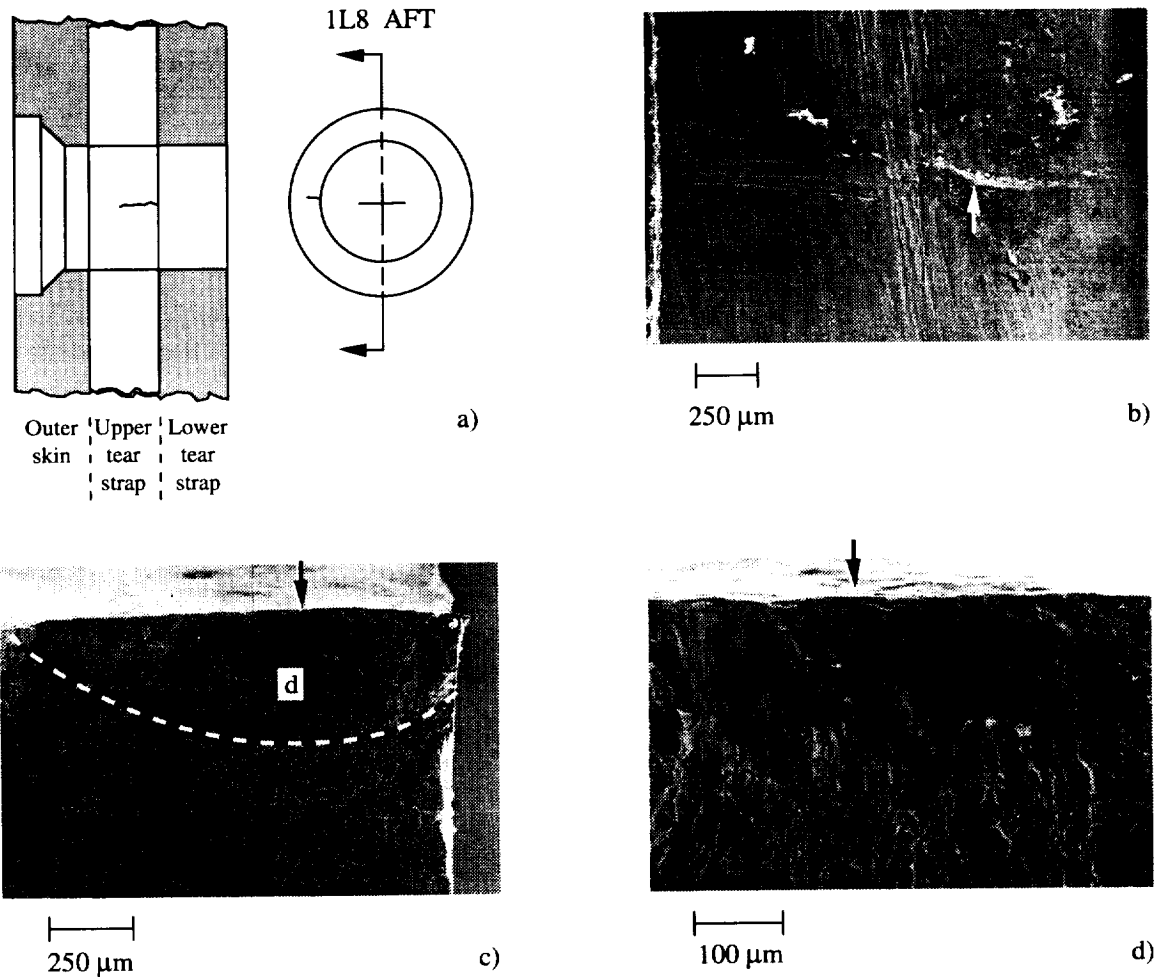 1L8 AFT
Outer skin
Upper tear strap
Lower tear strap
a)
250 μm
b)
d
250 μm
c)
100 μm
d)